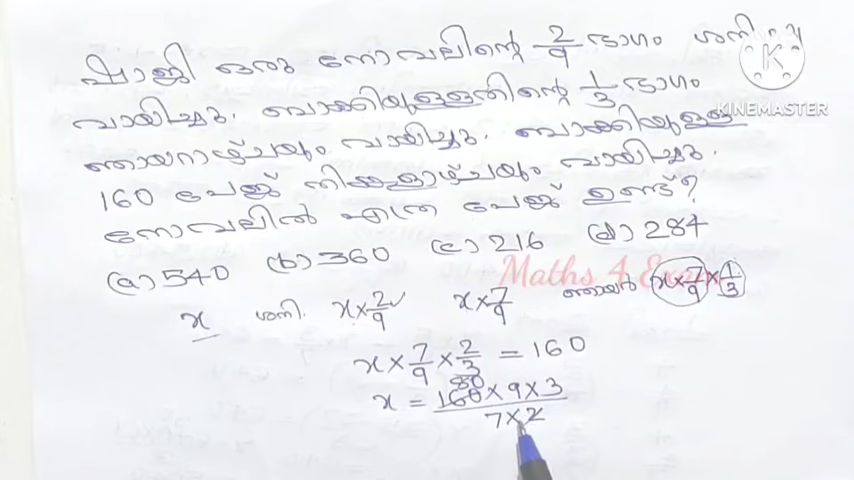 ഷാജി ഒരു നോവലിന്റെ 2/9 ഭാഗം ശനി
വായിച്ചു. ബാക്കിയുള്ളതിന്റെ 1/3 ഭാഗം
ഞായറാഴ്ചയും വായിച്ചു. ബാക്കിയുള്ള
160 പേജ് തിങ്കളാഴ്ചയും വായിച്ചു.
നോവലിൽ എത്ര പേജ് ഉണ്ട്?
(a) 540 (b) 360 (c) 216 (d) 284
x ശനി. x × 2/9 ✓ x × 7/9 ഞായർ x × 7/9 × 1/3
x × 7/9 × 2/3 = 160
80
x = 160 × 9 × 3 / 7 × 2
KINEMASTER
Maths 4 Exam